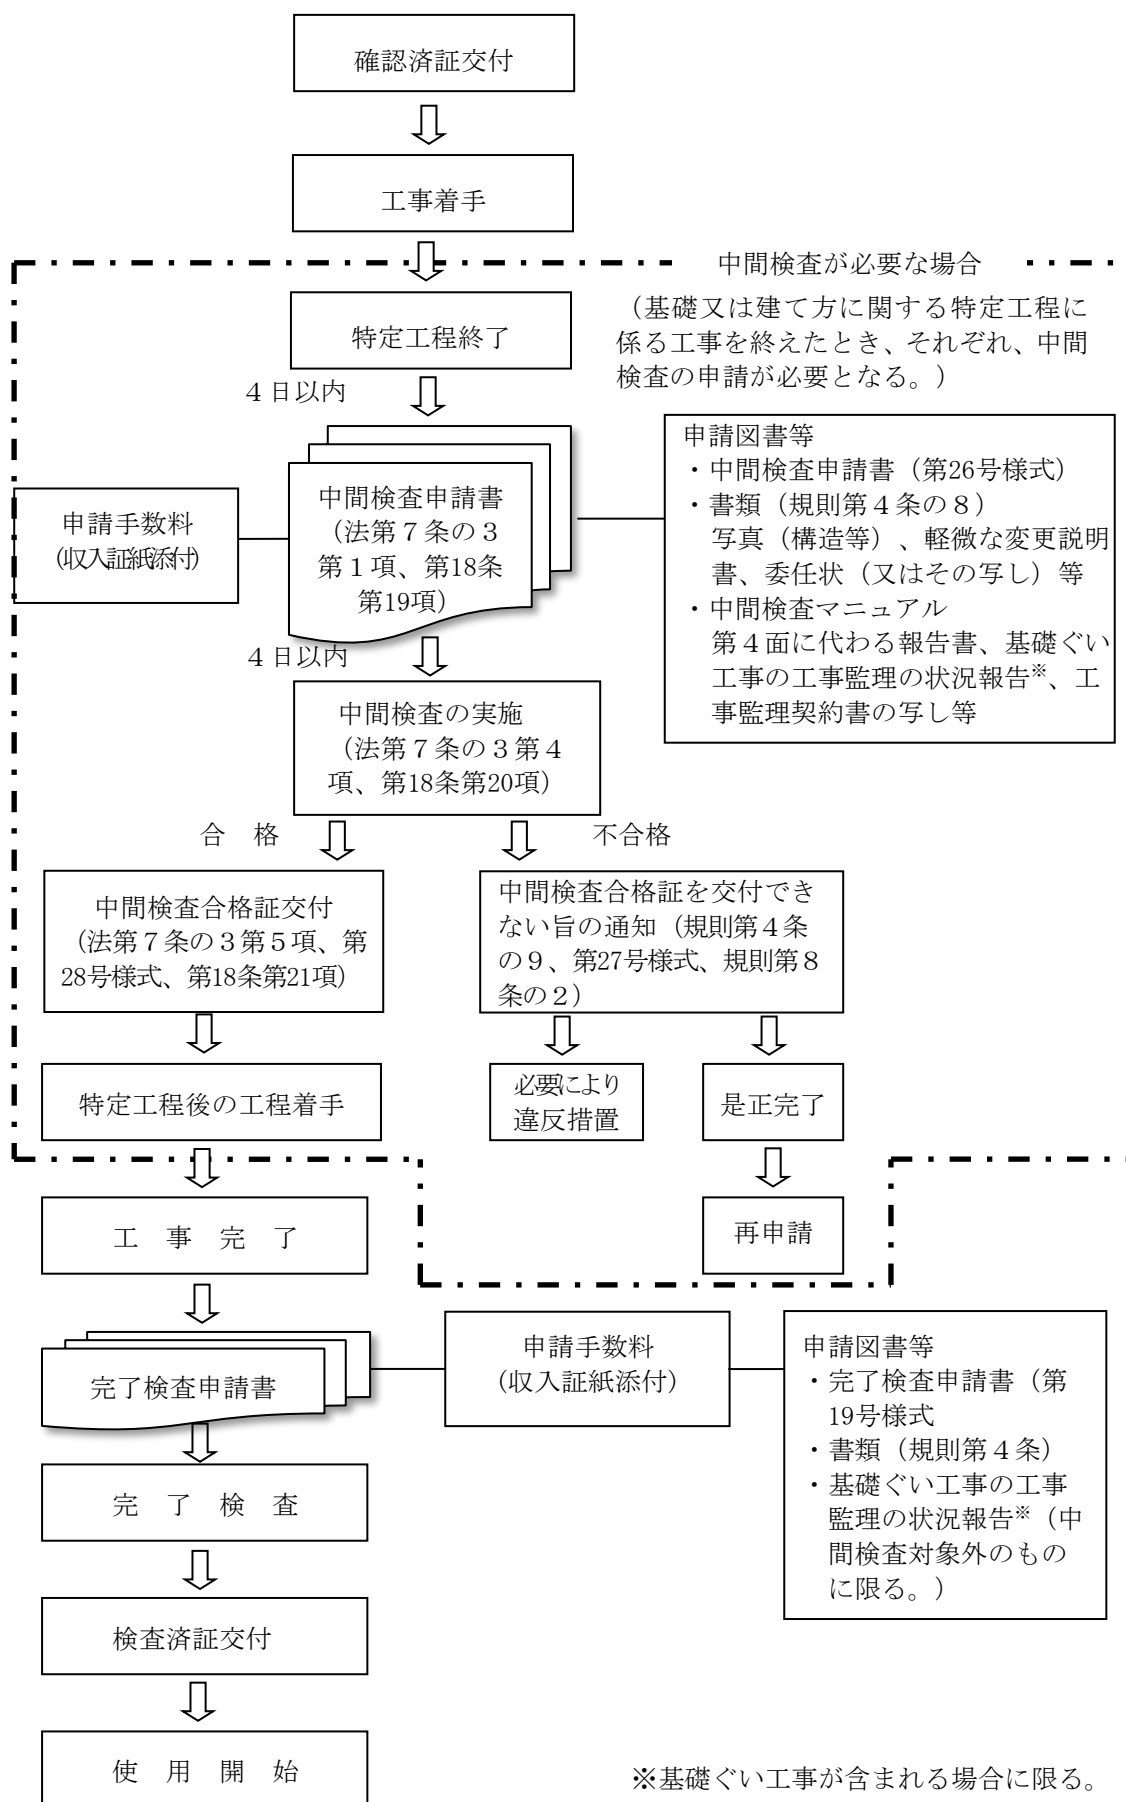 確認済証交付
工事着手
中間検査が必要な場合
（基礎又は建て方に関する特定工程に
係る工事を終えたとき、それぞれ、中間
検査の申請が必要となる。）
特定工程終了
４日以内
申請手数料
（収入証紙添付）
中間検査申請書
（法第７条の３
第１項、第18条
第19項）
申請図書等
・中間検査申請書（第26号様式）
・書類（規則第４条の８）
写真（構造等）、軽微な変更説明
書、委任状（又はその写し）等
・中間検査マニュアル
第４面に代わる報告書、基礎ぐい
工事の工事監理の状況報告※、工
事監理契約書の写し等
４日以内
中間検査の実施
（法第７条の３第４
項、第18条第20項）
合　格
不合格
中間検査合格証交付
（法第７条の３第５項、第
28号様式、第18条第21項）
中間検査合格証を交付でき
ない旨の通知（規則第４条
の９、第27号様式、規則第８
条の２）
特定工程後の工程着手
必要により
違反措置
是正完了
再申請
工　事　完　了
完了検査申請書
申請手数料
（収入証紙添付）
申請図書等
・完了検査申請書（第
19号様式
・書類（規則第４条）
・基礎ぐい工事の工事
監理の状況報告※（中
間検査対象外のもの
に限る。）
完　了　検　査
検査済証交付
使　用　開　始
※基礎ぐい工事が含まれる場合に限る。